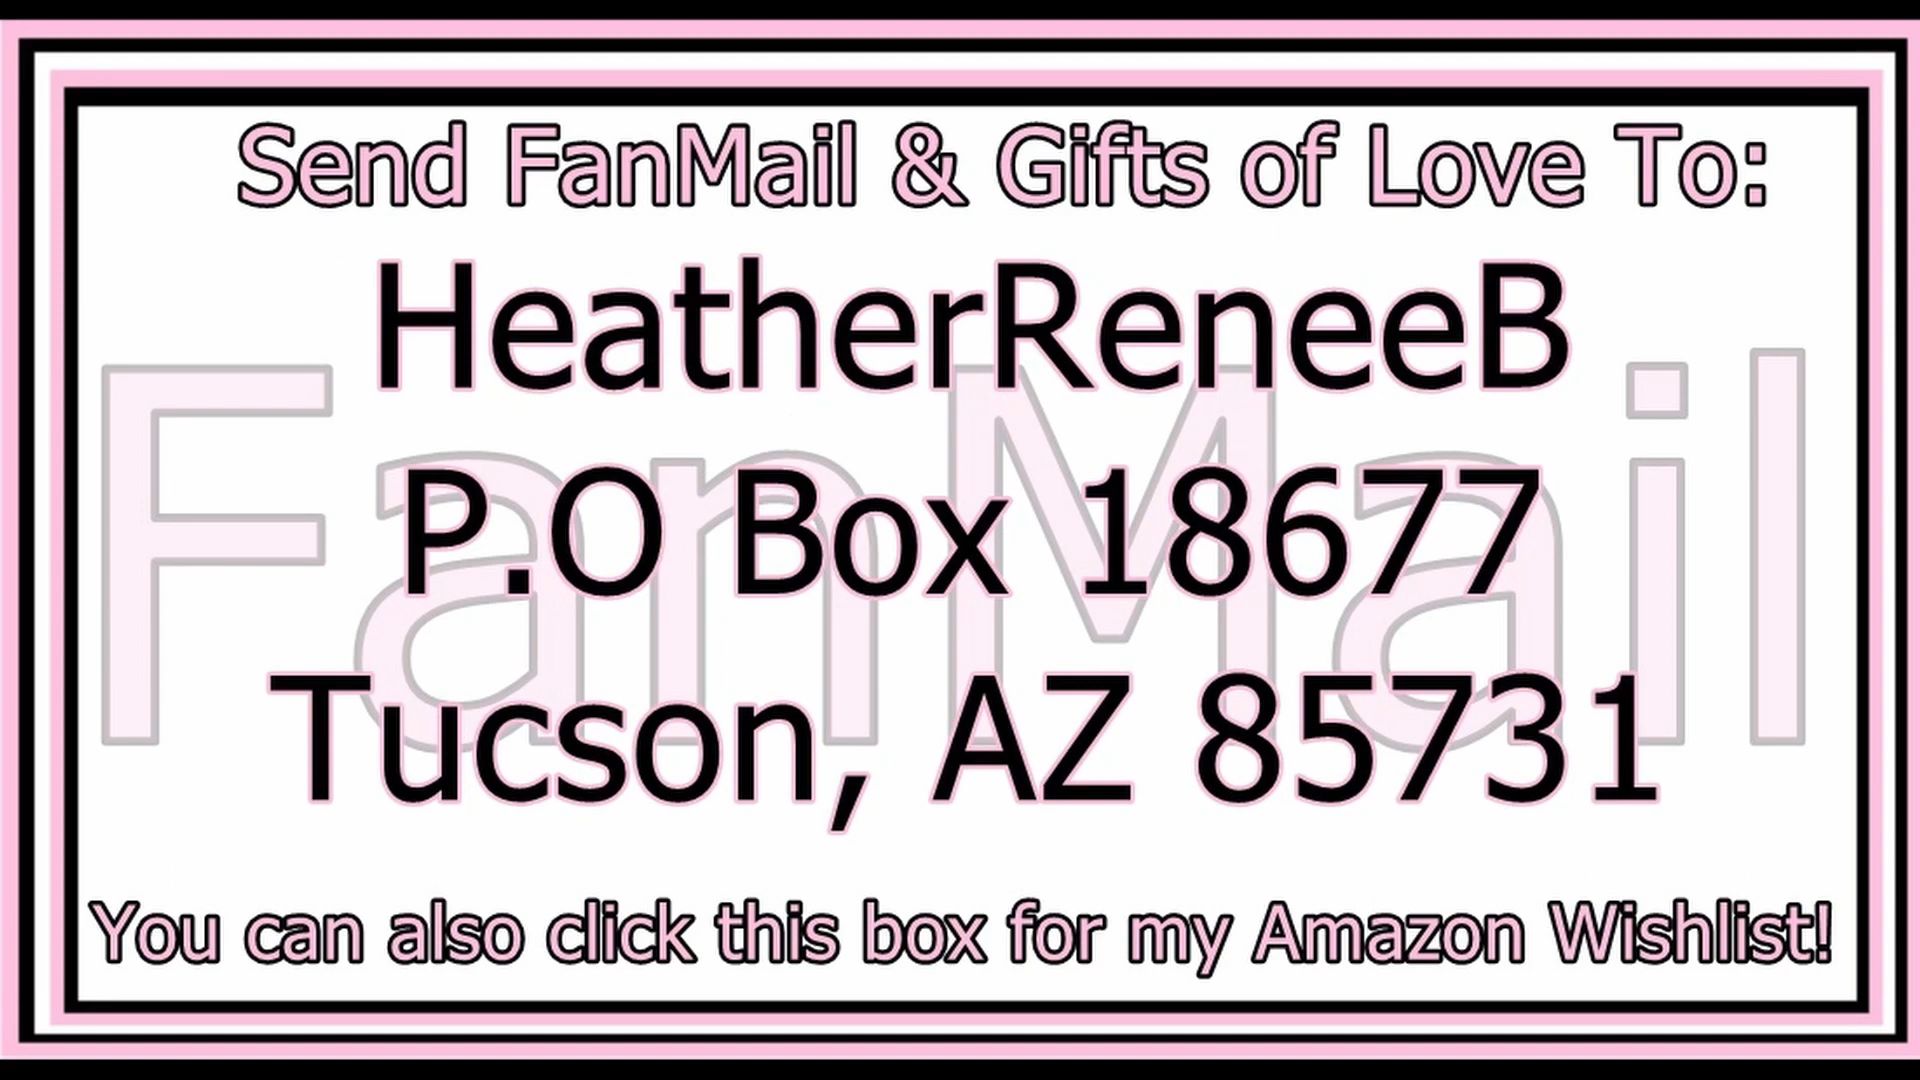 Send FanMail & Gifts of Love To:
HeatherReneeB
FanMail
P.O Box 18677
Tucson, AZ 85731
You can also click this box for my Amazon Wishlist!